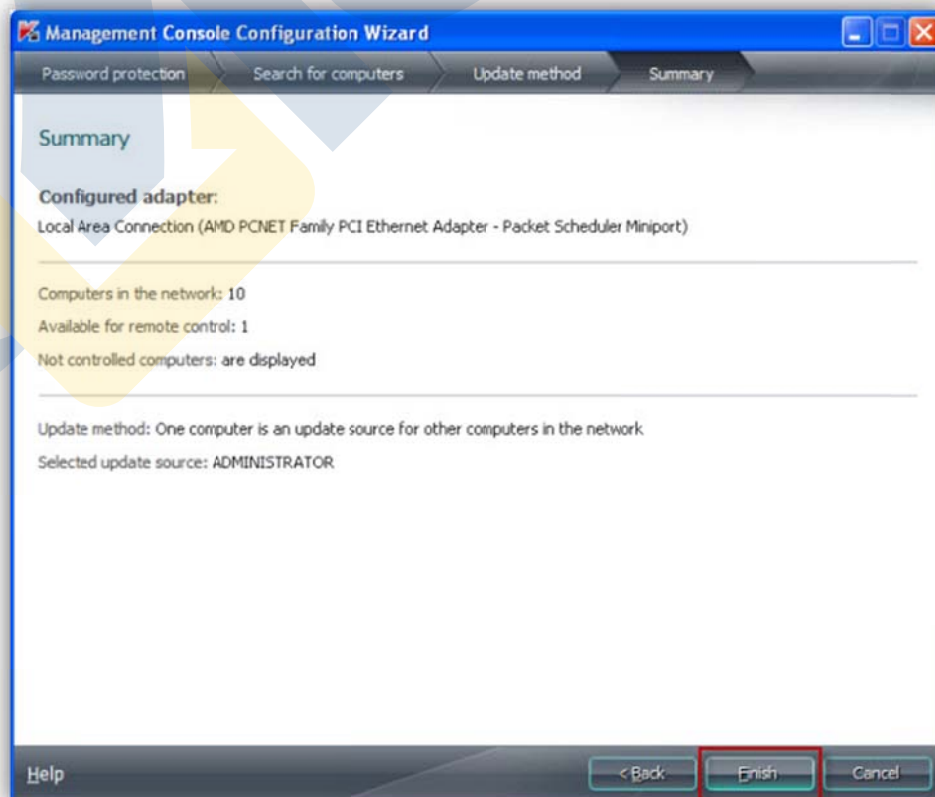 Management Console Configuration Wizard
Password protection Search for computers Update method Summary
Summary
Configured adapter:
Local Area Connection (AMD PCNET Family PCI Ethernet Adapter - Packet Scheduler Miniport)
Computers in the network: 10
Available for remote control: 1
Not controlled computers: are displayed
Update method: One computer is an update source for other computers in the network
Selected update source: ADMINISTRATOR
Help < Back Finish Cancel